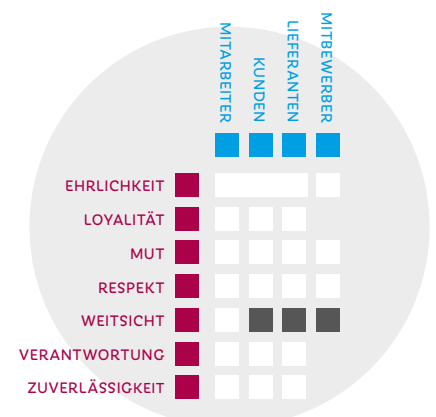 MITARBEITER
KUNDEN
LIEFERANTEN
MITBEWERBER
EHRLICHKEIT
LOYALITÄT
MUT
RESPEKT
WEITSICHT
VERANTWORTUNG
ZUVERLÄSSIGKEIT